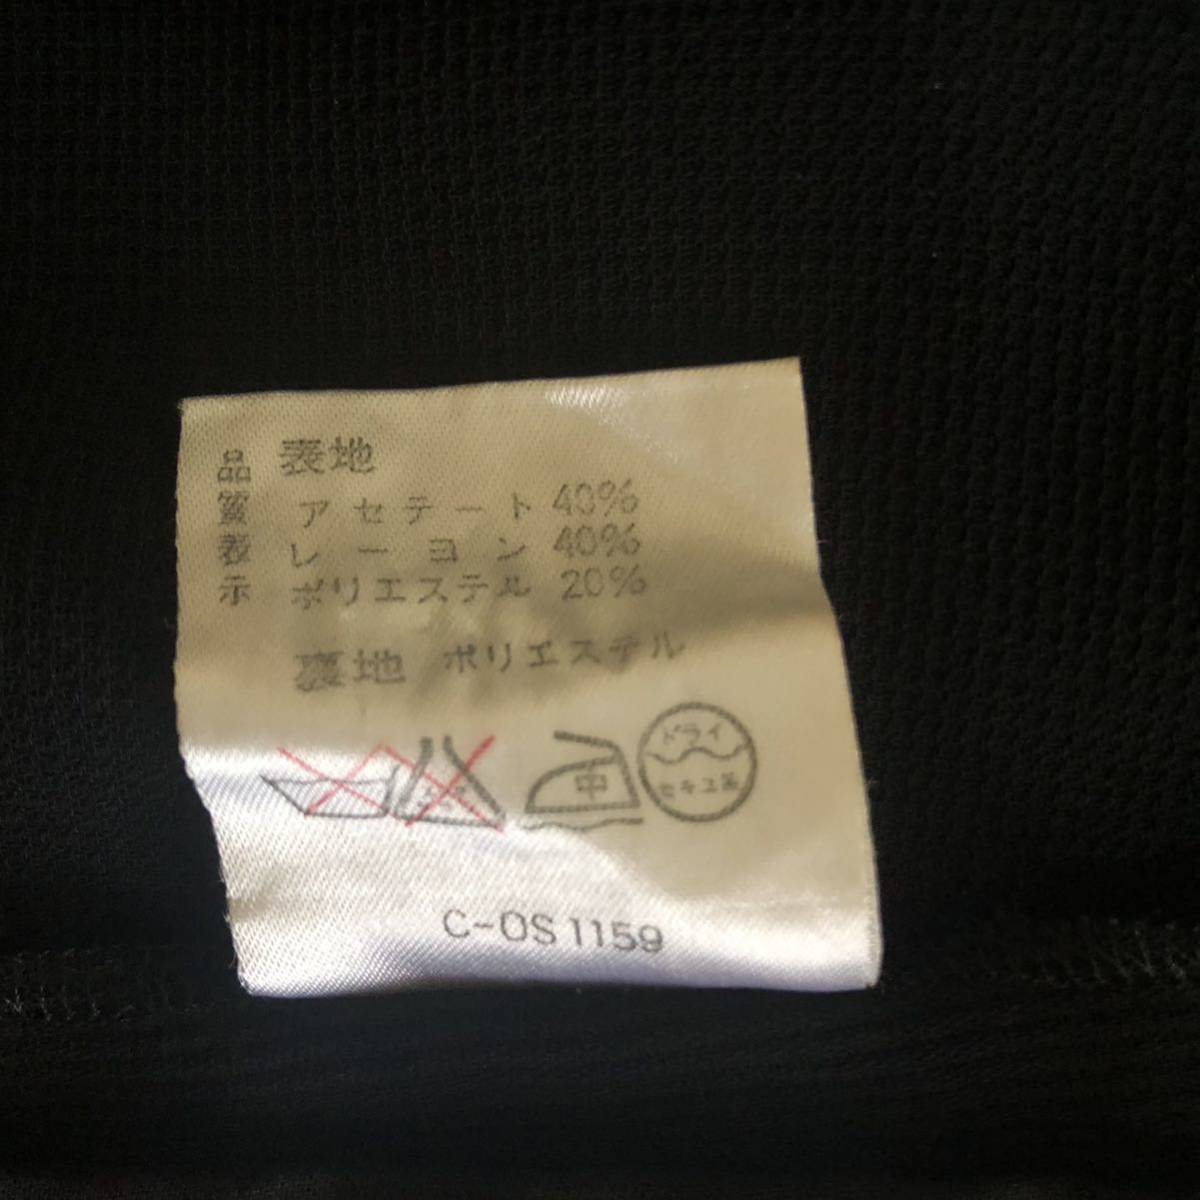 品質表示
表地
アセテート 40%
レーヨン 40%
ポリエステル 20%
裏地 ポリエステル
中
ドライ
セキユ系
C-OS1159